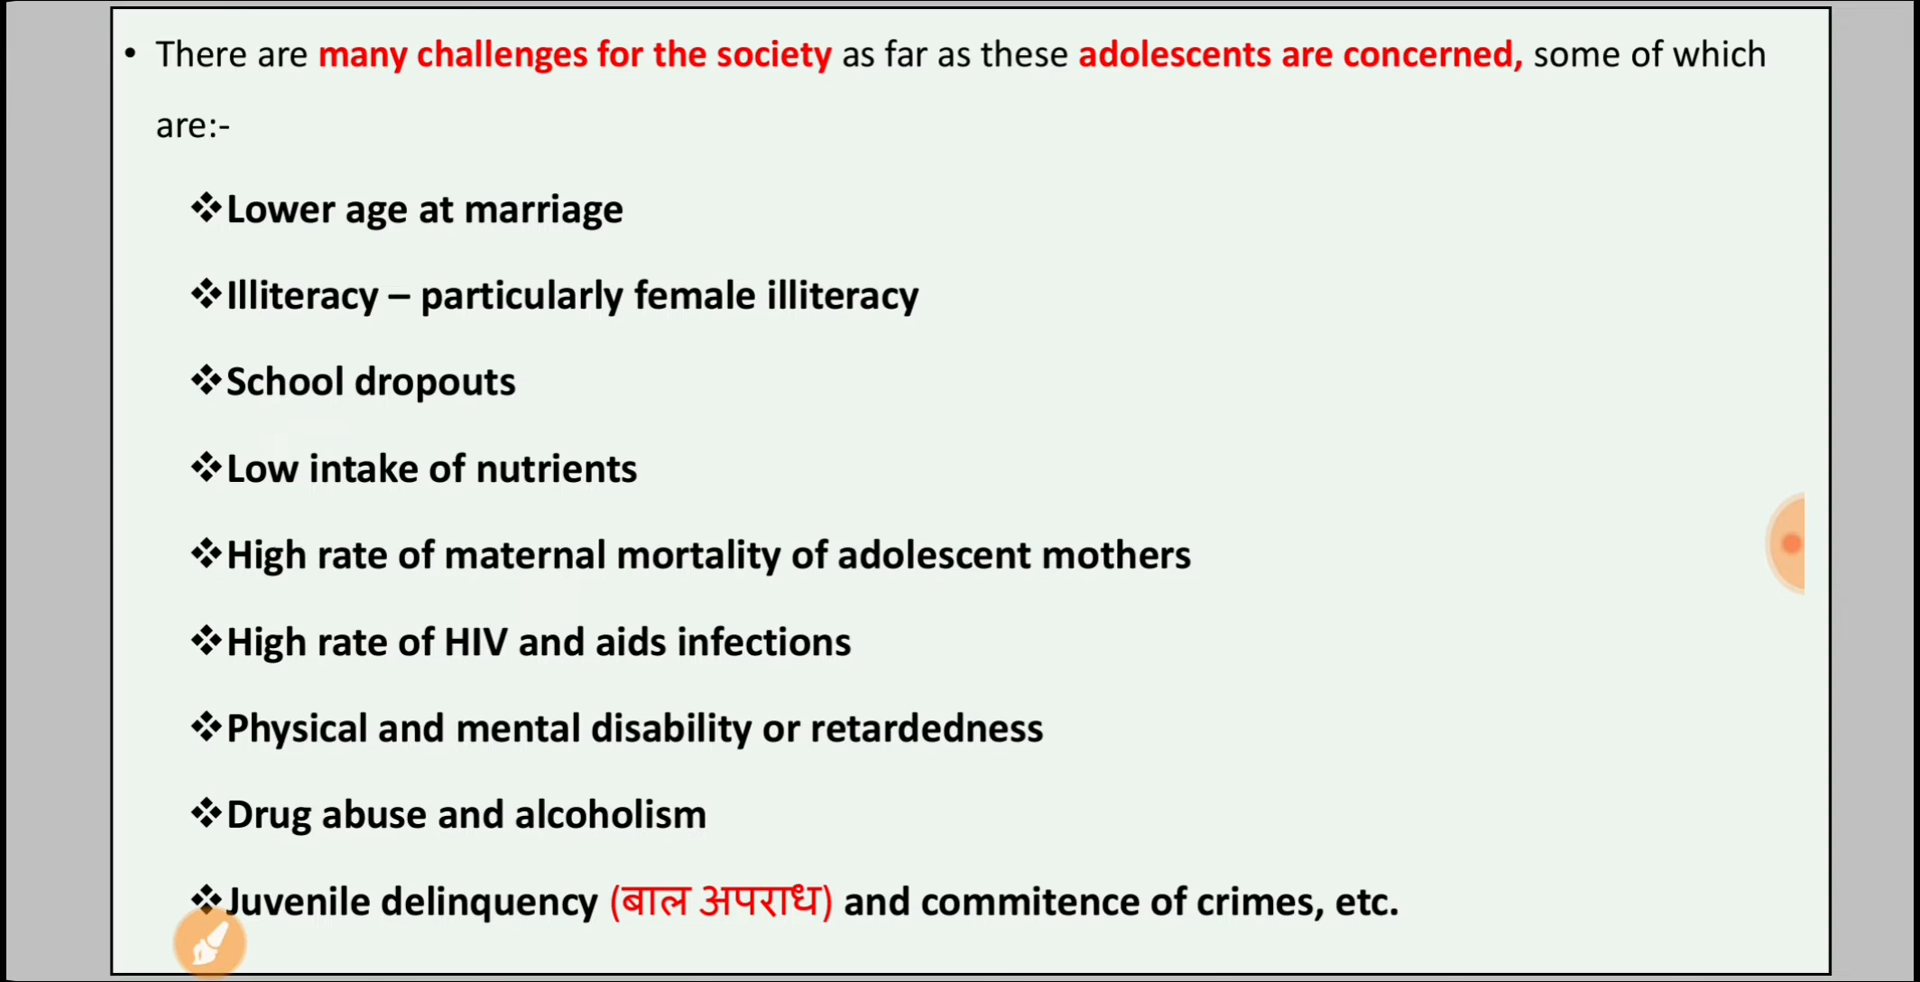 • There are many challenges for the society as far as these adolescents are concerned, some of which
are:-
❖Lower age at marriage
❖Illiteracy – particularly female illiteracy
❖School dropouts
❖Low intake of nutrients
❖High rate of maternal mortality of adolescent mothers
❖High rate of HIV and aids infections
❖Physical and mental disability or retardedness
❖Drug abuse and alcoholism
❖Juvenile delinquency (बाल अपराध) and commitence of crimes, etc.